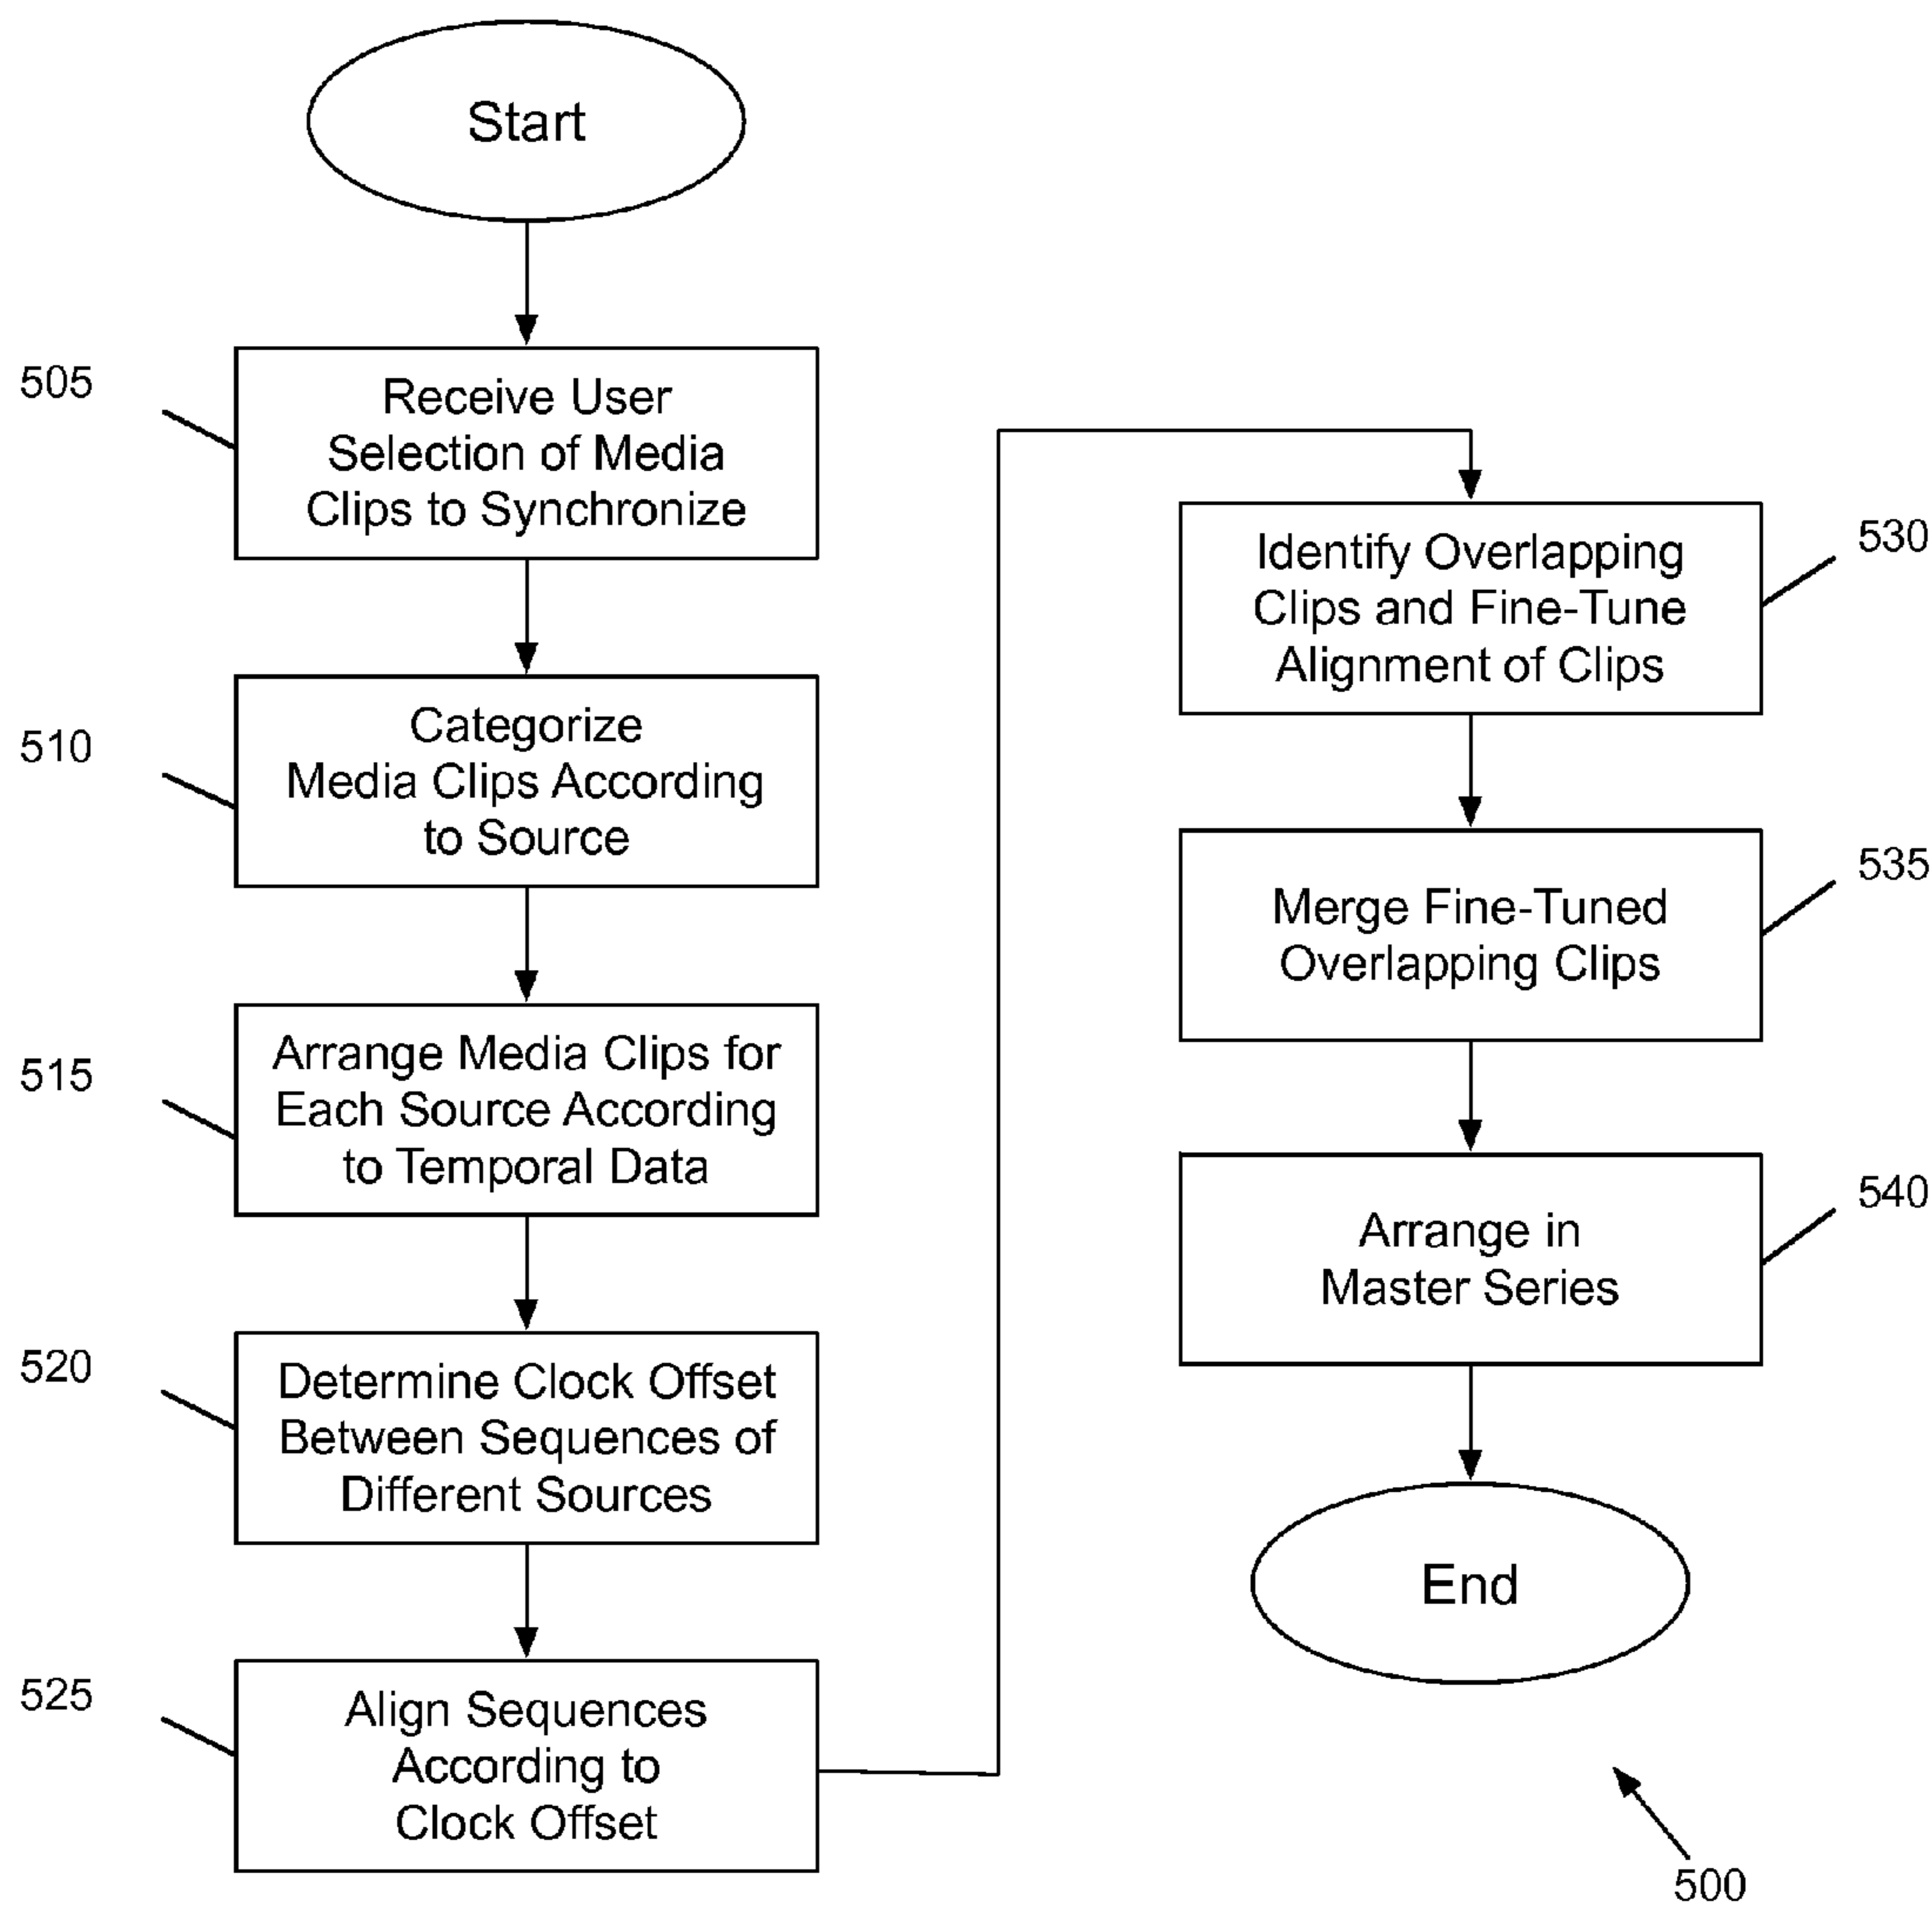 Start
505
Receive User
Selection of Media
Clips to Synchronize
510
Categorize
Media Clips According
to Source
515
Arrange Media Clips for
Each Source According
to Temporal Data
520
Determine Clock Offset
Between Sequences of
Different Sources
525
Align Sequences
According to
Clock Offset
530
Identify Overlapping
Clips and Fine-Tune
Alignment of Clips
535
Merge Fine-Tuned
Overlapping Clips
540
Arrange in
Master Series
End
500